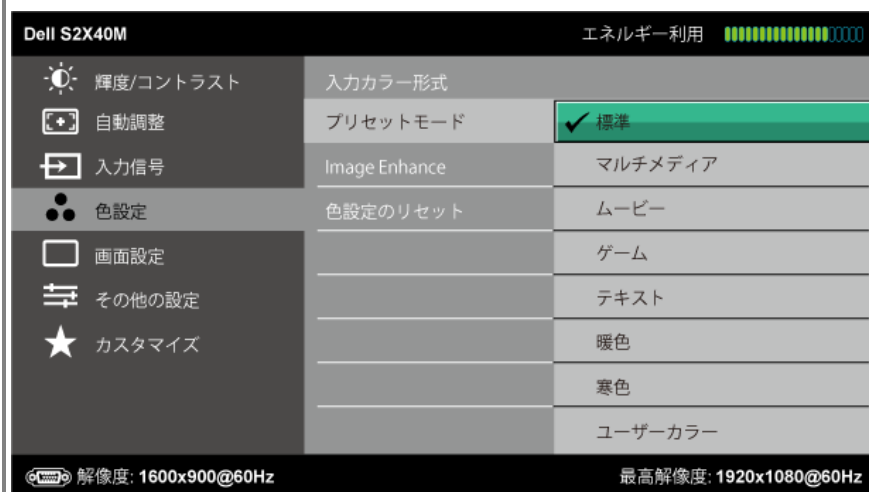 Dell S2X40M
エネルギー利用
輝度/コントラスト
自動調整
入力信号
色設定
画面設定
その他の設定
カスタマイズ
入力カラー形式
プリセットモード
Image Enhance
色設定のリセット
標準
マルチメディア
ムービー
ゲーム
テキスト
暖色
寒色
ユーザーカラー
解像度: 1600x900@60Hz
最高解像度: 1920x1080@60Hz